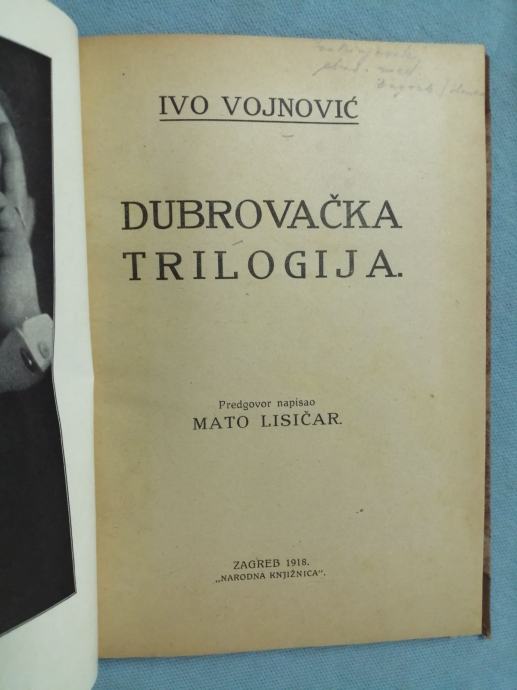 IVO VOJNOVIĆ
DUBROVAČKA
TRILOGIJA.
Predgovor napisao
MATO LISIČAR.
ZAGREB 1918.
„NARODNA KNJIŽNICA".